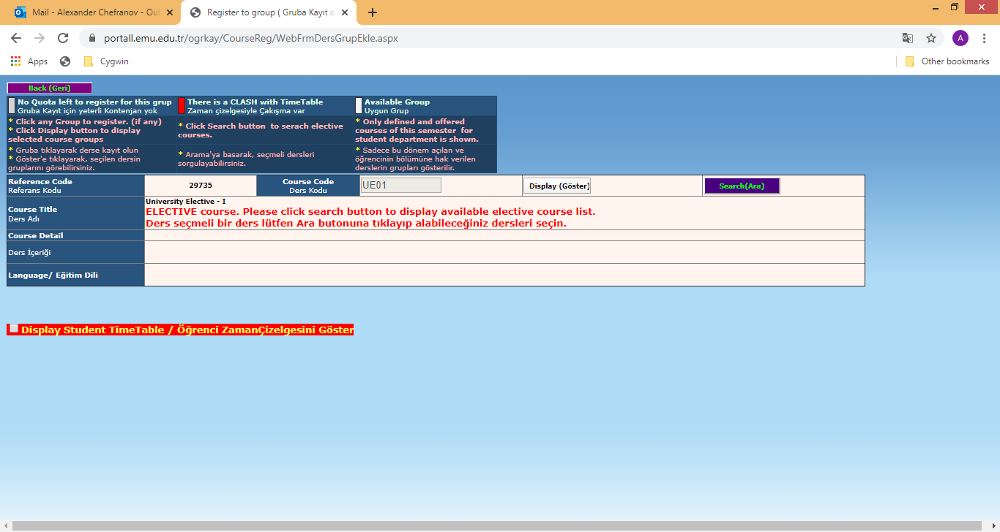 Mail - Alexander Chefranov - Out
Register to group ( Gruba Kayıt o
portall.emu.edu.tr/ogrkay/CourseReg/WebFrmDersGrupEkle.aspx
A
Apps
Cygwin
Other bookmarks
Back (Geri)
No Quota left to register for this grup
Gruba Kayıt için yeterli Kontenjan yok
There is a CLASH with TimeTable
Zaman çizelgesiyle Çakışma var
Available Group
Uygun Grup
* Click any Group to register. (if any)
* Click Display button to display
selected course groups
* Click Search button to serach elective
courses.
* Only defined and offered
courses of this semester for
student department is shown.
* Gruba tıklayarak derse kayıt olun
* Göster'e tıklayarak, seçilen dersin
gruplarını görebilirsiniz.
* Arama'ya basarak, seçmeli dersleri
sorgulayabilirsiniz.
* Sadece bu dönem açılan ve
öğrencinin bölümüne hak verilen
derslerin grupları gösterilir.
Reference Code
Referans Kodu
29735
Course Code
Ders Kodu
UE01
Display (Göster)
Search(Ara)
Course Title
Ders Adı
University Elective - I
ELECTIVE course. Please click search button to display available elective course list.
Ders seçmeli bir ders lütfen Ara butonuna tıklayıp alabileceğiniz dersleri seçin.
Course Detail
Ders İçeriği
Language/ Eğitim Dili
Display Student TimeTable / Öğrenci ZamanÇizelgesini Göster